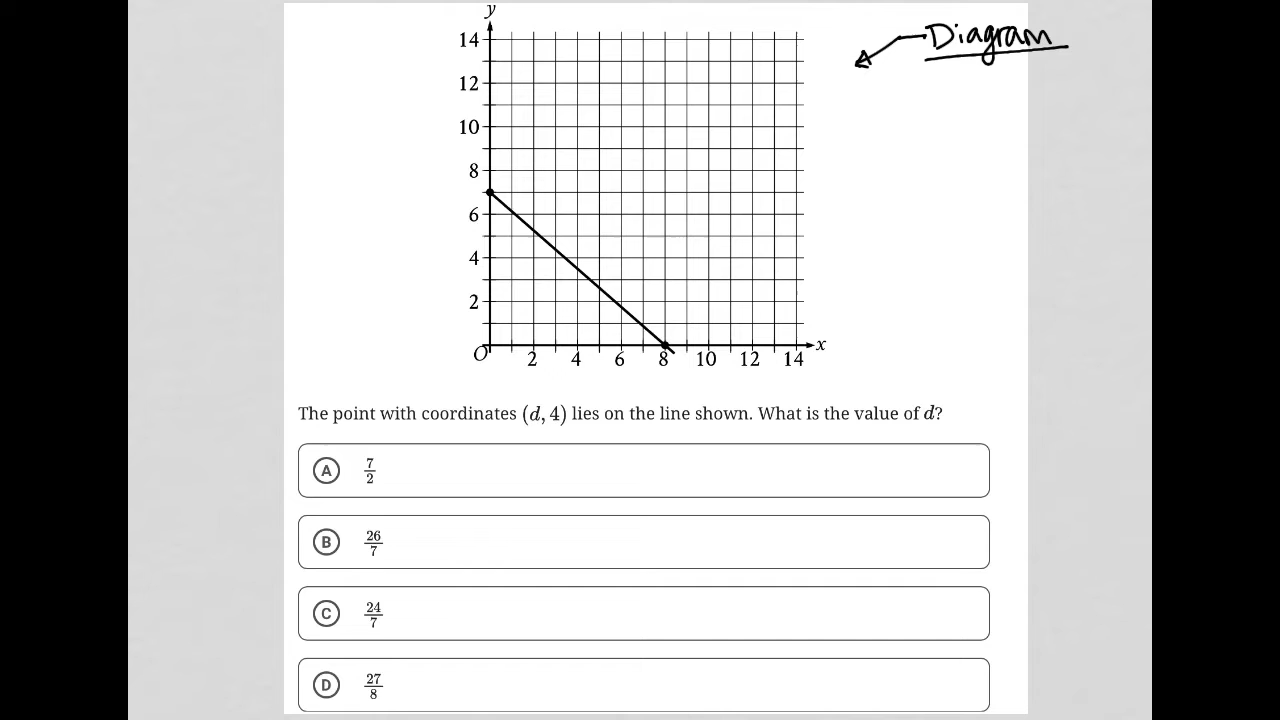 y
Diagram
14
12
10
8
6
4
2
O 2 4 6 8 10 12 14 x
The point with coordinates (d, 4) lies on the line shown. What is the value of d?
A 7/2
B 26/7
C 24/7
D 27/8